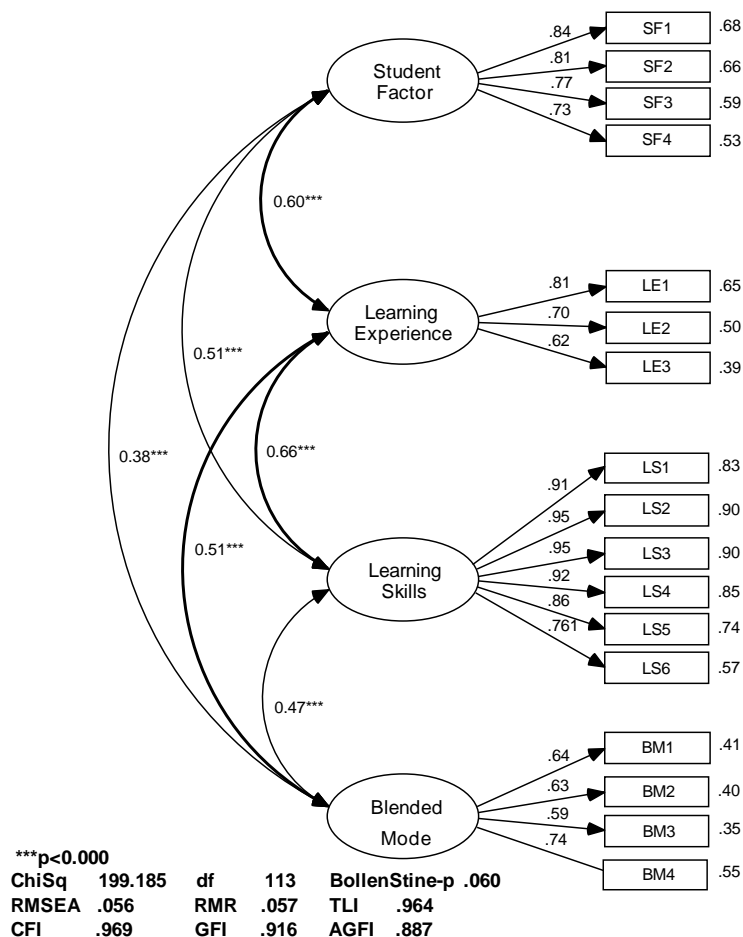 .84 SF1 .68
.81 SF2 .66
.77 SF3 .59
.73 SF4 .53
Student
Factor
0.60***
.81 LE1 .65
.70 LE2 .50
.62 LE3 .39
Learning
Experience
0.51***
0.38***
0.66***
0.51***
.91 LS1 .83
.95 LS2 .90
.95 LS3 .90
.92 LS4 .85
.86 LS5 .74
.761 LS6 .57
Learning
Skills
0.47***
.64 BM1 .41
.63 BM2 .40
.59 BM3 .35
.74 BM4 .55
Blended
Mode
***p<0.000
ChiSq 199.185 df 113 BollenStine-p .060
RMSEA .056 RMR .057 TLI .964
CFI .969 GFI .916 AGFI .887